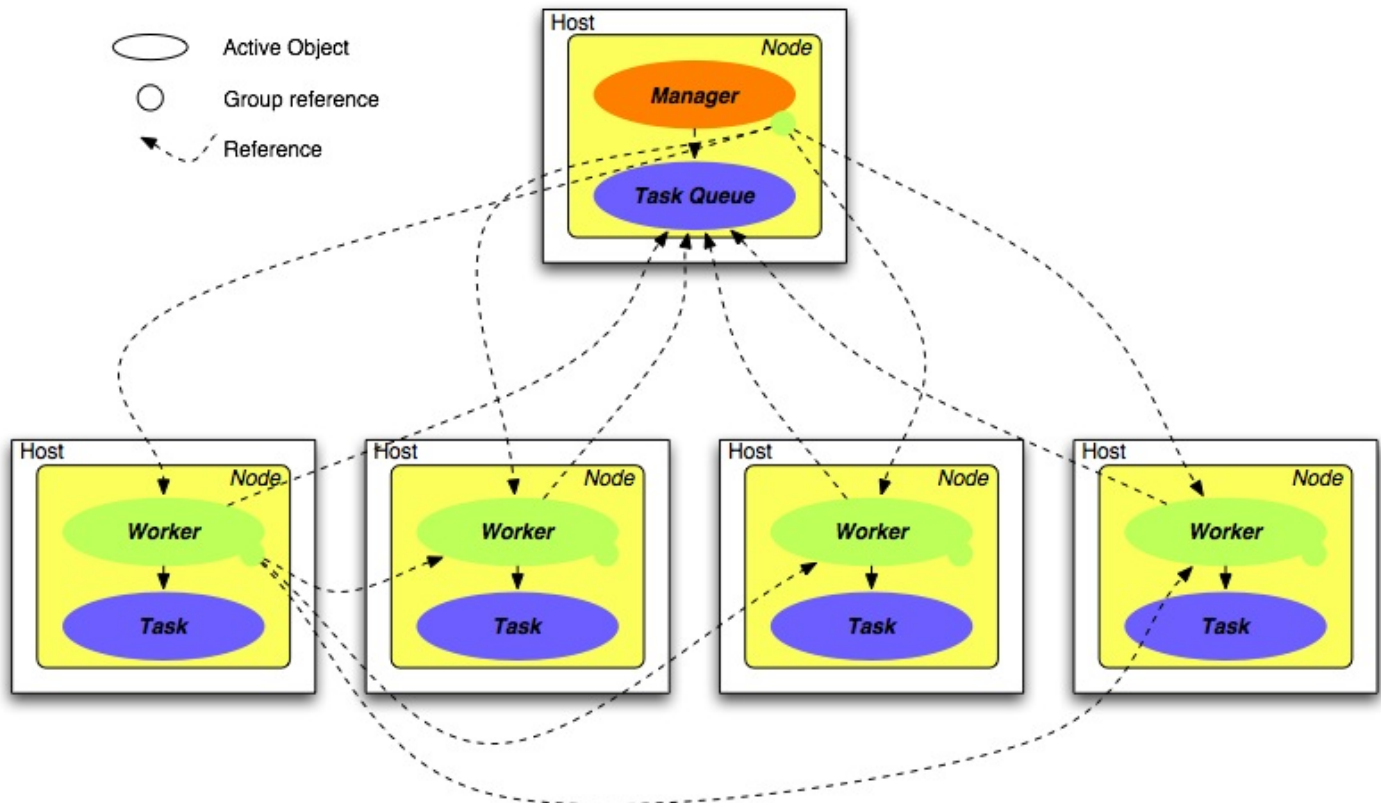 Active Object
Group reference
Reference
Host
Node
Manager
Task Queue
Host
Node
Worker
Task
Host
Node
Worker
Task
Host
Node
Worker
Task
Host
Node
Worker
Task